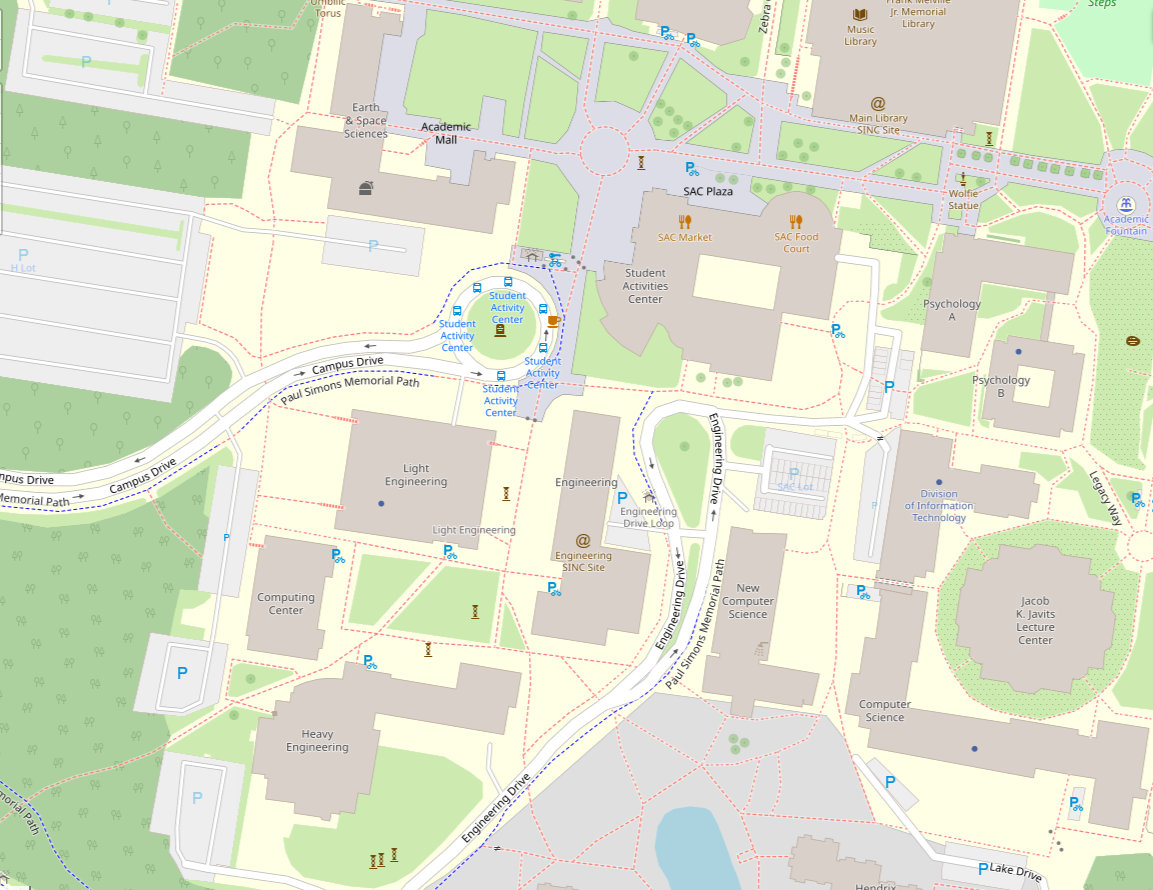 Umbilic
Torus
Zebra
Frank Melville
Jr. Memorial
Library
Music
Library
Steps
P
Earth
& Space
Sciences
Academic
Mall
@
Main Library
SINC Site
P
P
P
SAC Plaza
Wolfie
Statue
Academic
Fountain
SAC Market
SAC Food
Court
P
H Lot
P
Student
Activities
Center
Psychology
A
Student
Activity
Center
Student
Activity
Center
Student
Activity
Center
Student
Activity
Center
P
Campus Drive
Paul Simons Memorial Path
Psychology
B
P
Engineering Drive
Light
Engineering
Engineering
P
SAC Lot
Campus Drive
Campus Drive
Memorial Path
P
Engineering
Drive Loop
Division
of Information
Technology
P
Legacy Way
P
Light Engineering
P
P
P
@
Engineering
SINC Site
P
Computing
Center
New
Computer
Science
P
Jacob
K. Javits
Lecture
Center
Engineering Drive
Paul Simons Memorial Path
P
P
Computer
Science
Heavy
Engineering
P
P
P
Engineering Drive
morial Path
P
Lake Drive
Hendrix